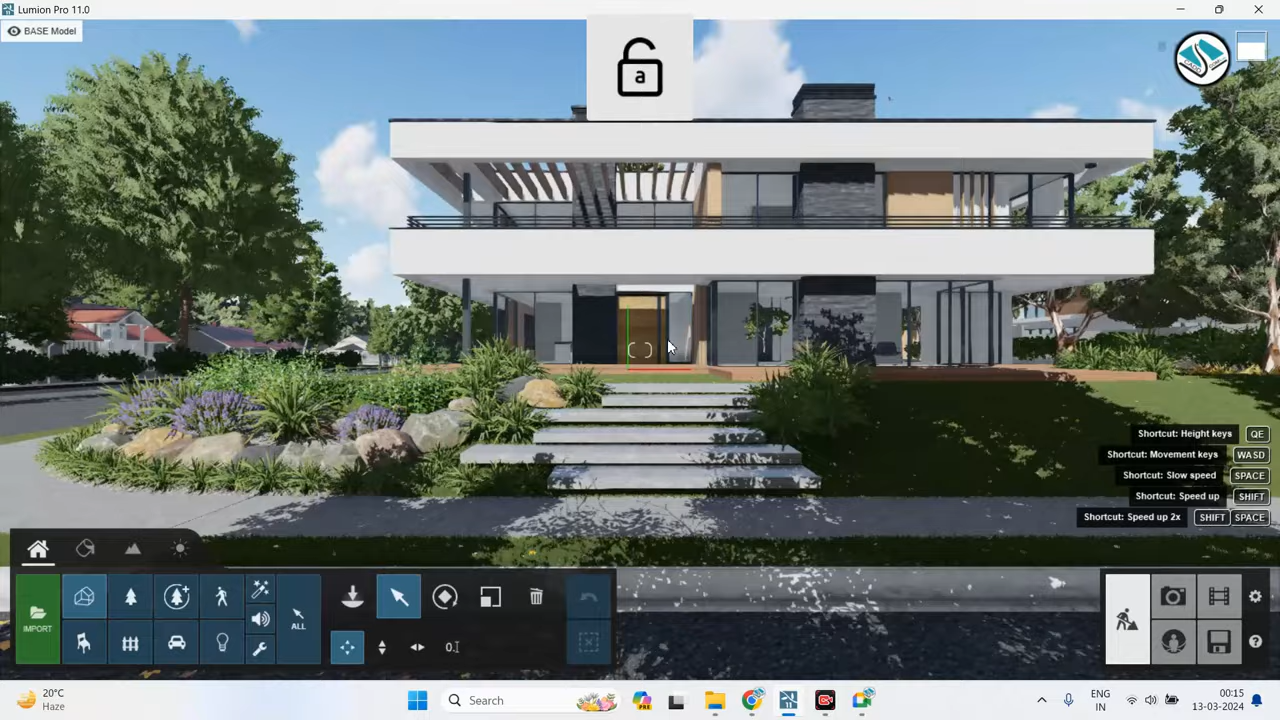 Lumion Pro 11.0
BASE Model
a
Shortcut: Height keys QE
Shortcut: Movement keys WASD
Shortcut: Slow speed SPACE
Shortcut: Speed up SHIFT
Shortcut: Speed up 2x SHIFT SPACE
IMPORT
ALL
20°C
Haze
Search
PRE
ENG
IN
00:15
13-03-2024